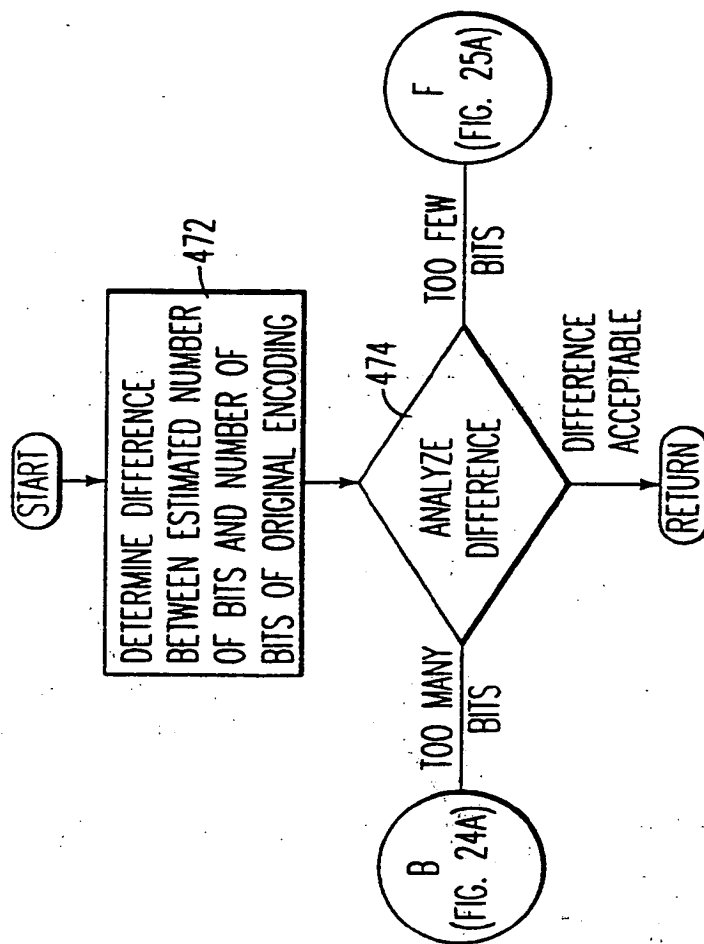 START
DETERMINE DIFFERENCE
BETWEEN ESTIMATED NUMBER
OF BITS AND NUMBER OF
BITS OF ORIGINAL ENCODING
472
474
ANALYZE
DIFFERENCE
TOO MANY
BITS
B
(FIG. 24A)
TOO FEW
BITS
F
(FIG. 25A)
DIFFERENCE
ACCEPTABLE
RETURN